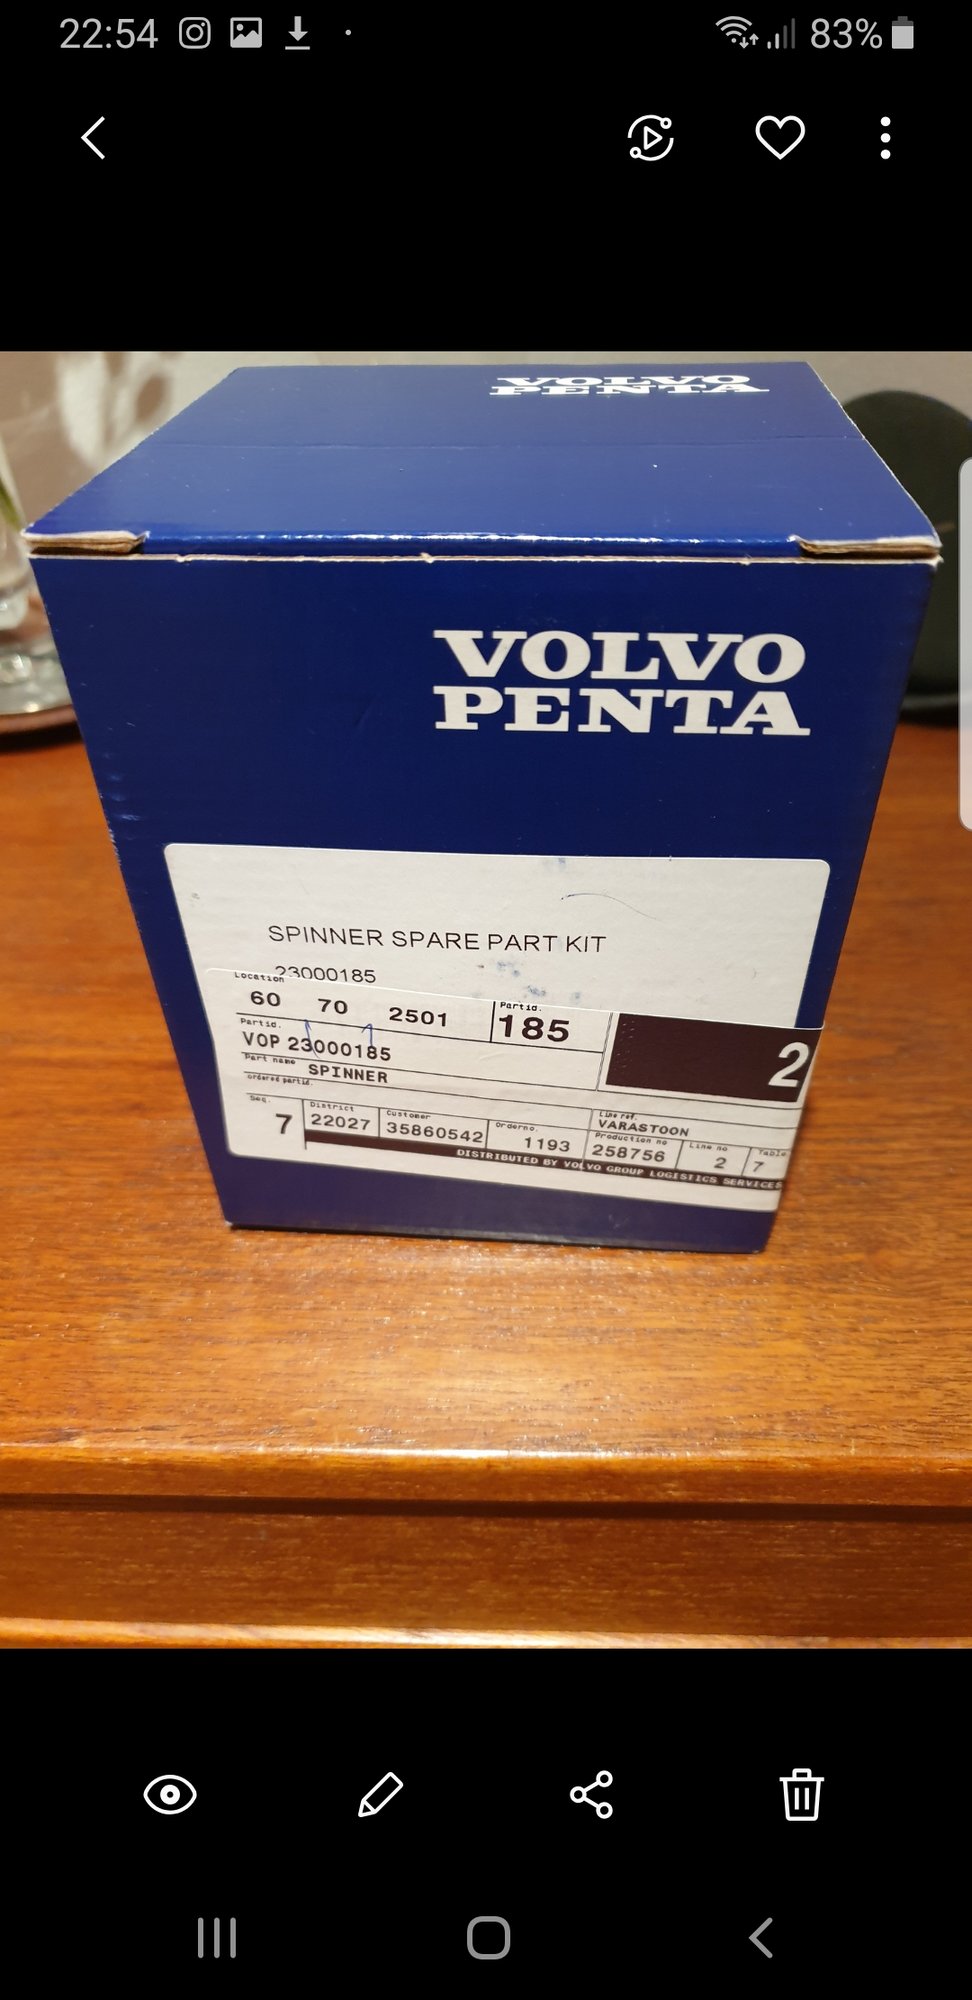 22:54 83%
VOLVO
PENTA
VOLVO
PENTA
SPINNER SPARE PART KIT
23000185
Location
60 70 2501
Partid.
185
2
Partid.
VOP 23000185
Part name
SPINNER
ordered partid.
Seq.
7
District
22027
Customer
35860542
Orderno.
1193
Line ref.
VARASTOON
Production no
258756
Line no
2
Table
7
DISTRIBUTED BY VOLVO GROUP LOGISTICS SERVICES